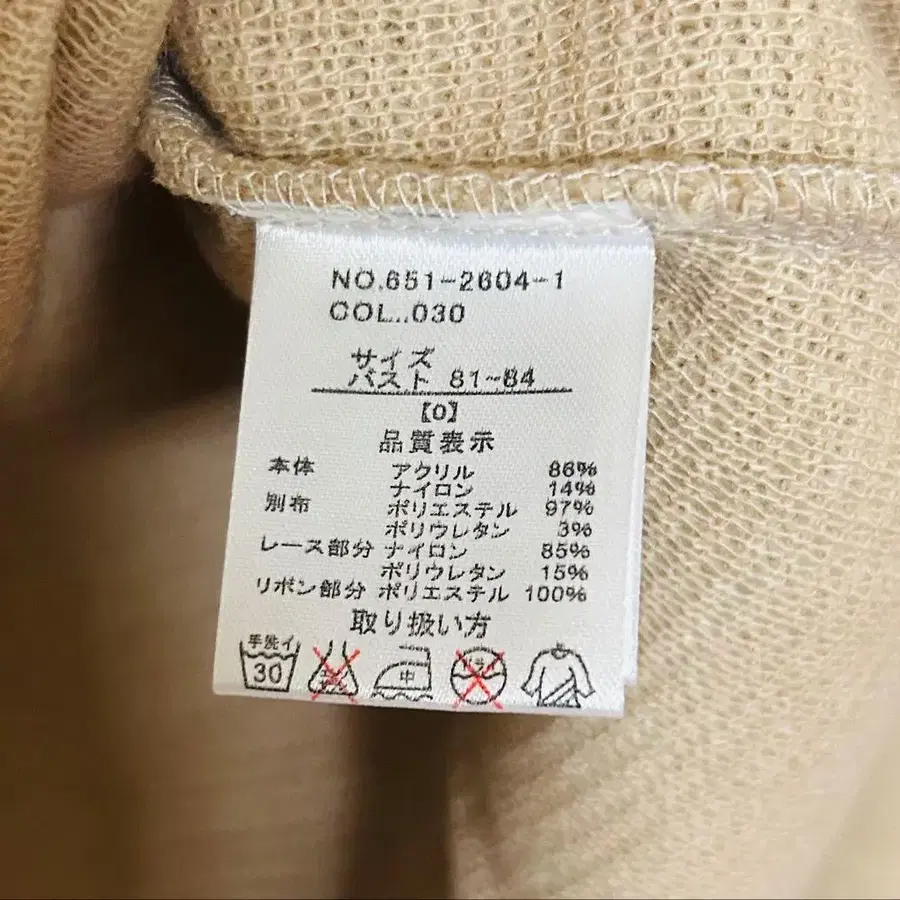 NO.651-2604-1
COL..030
サイズ
バスト 81~84
【0】
品質表示
本体 アクリル 86%
ナイロン 14%
別布 ポリエステル 97%
ポリウレタン 3%
レース部分 ナイロン 85%
ポリウレタン 15%
リボン部分 ポリエステル 100%
取り扱い方
手洗イ
30
中